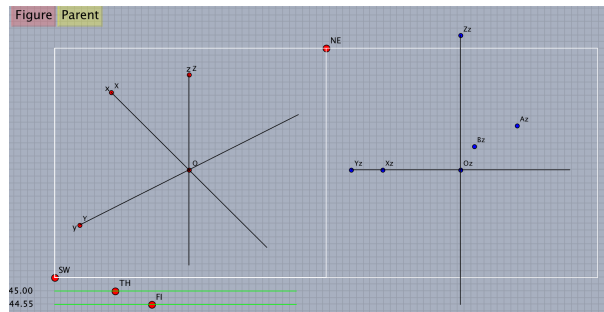 Figure Parent
NE
Zz
z Z
x X
Az
Bz
O
Yz Xz Oz
Y
y
SW
TH
45.00
FI
44.55